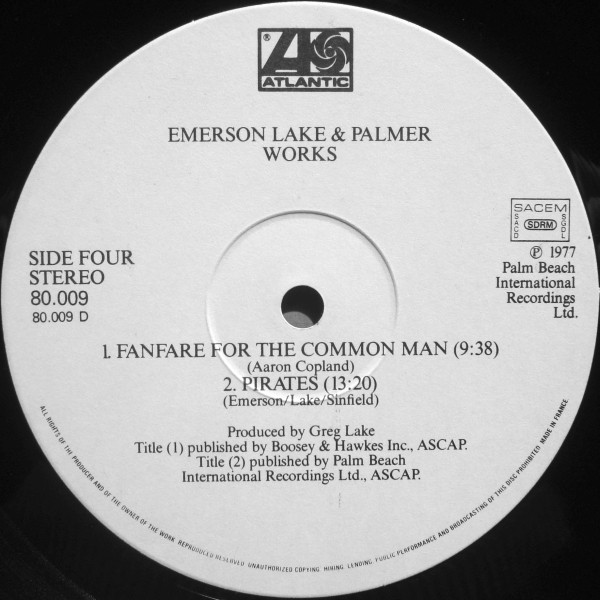 ®
ATLANTIC
EMERSON LAKE & PALMER
WORKS
SACEM
SACD
SDRM
SGDL
SIDE FOUR
STEREO
80.009
80.009 D
℗ 1977
Palm Beach
International
Recordings
Ltd.
1. FANFARE FOR THE COMMON MAN (9:38)
(Aaron Copland)
2. PIRATES (13:20)
(Emerson/Lake/Sinfield)
Produced by Greg Lake
Title (1) published by Boosey & Hawkes Inc., ASCAP.
Title (2) published by Palm Beach
International Recordings Ltd., ASCAP.
ALL RIGHTS OF THE PRODUCER AND OF THE OWNER OF THE WORK REPRODUCED RESERVED UNAUTHORIZED COPYING HIRING LENDING PUBLIC PERFORMANCE AND BROADCASTING OF THIS DISC PROHIBITED MADE IN FRANCE